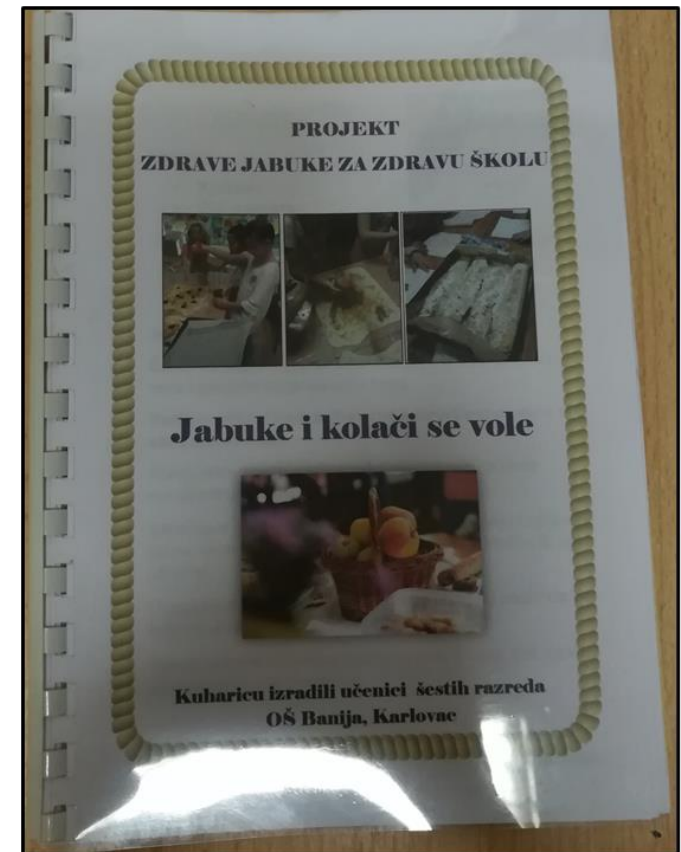 PROJEKT
ZDRAVE JABUKE ZA ZDRAVU ŠKOLU
Jabuke i kolači se vole
Kuharicu izradili učenici šestih razreda
OŠ Banija, Karlovac